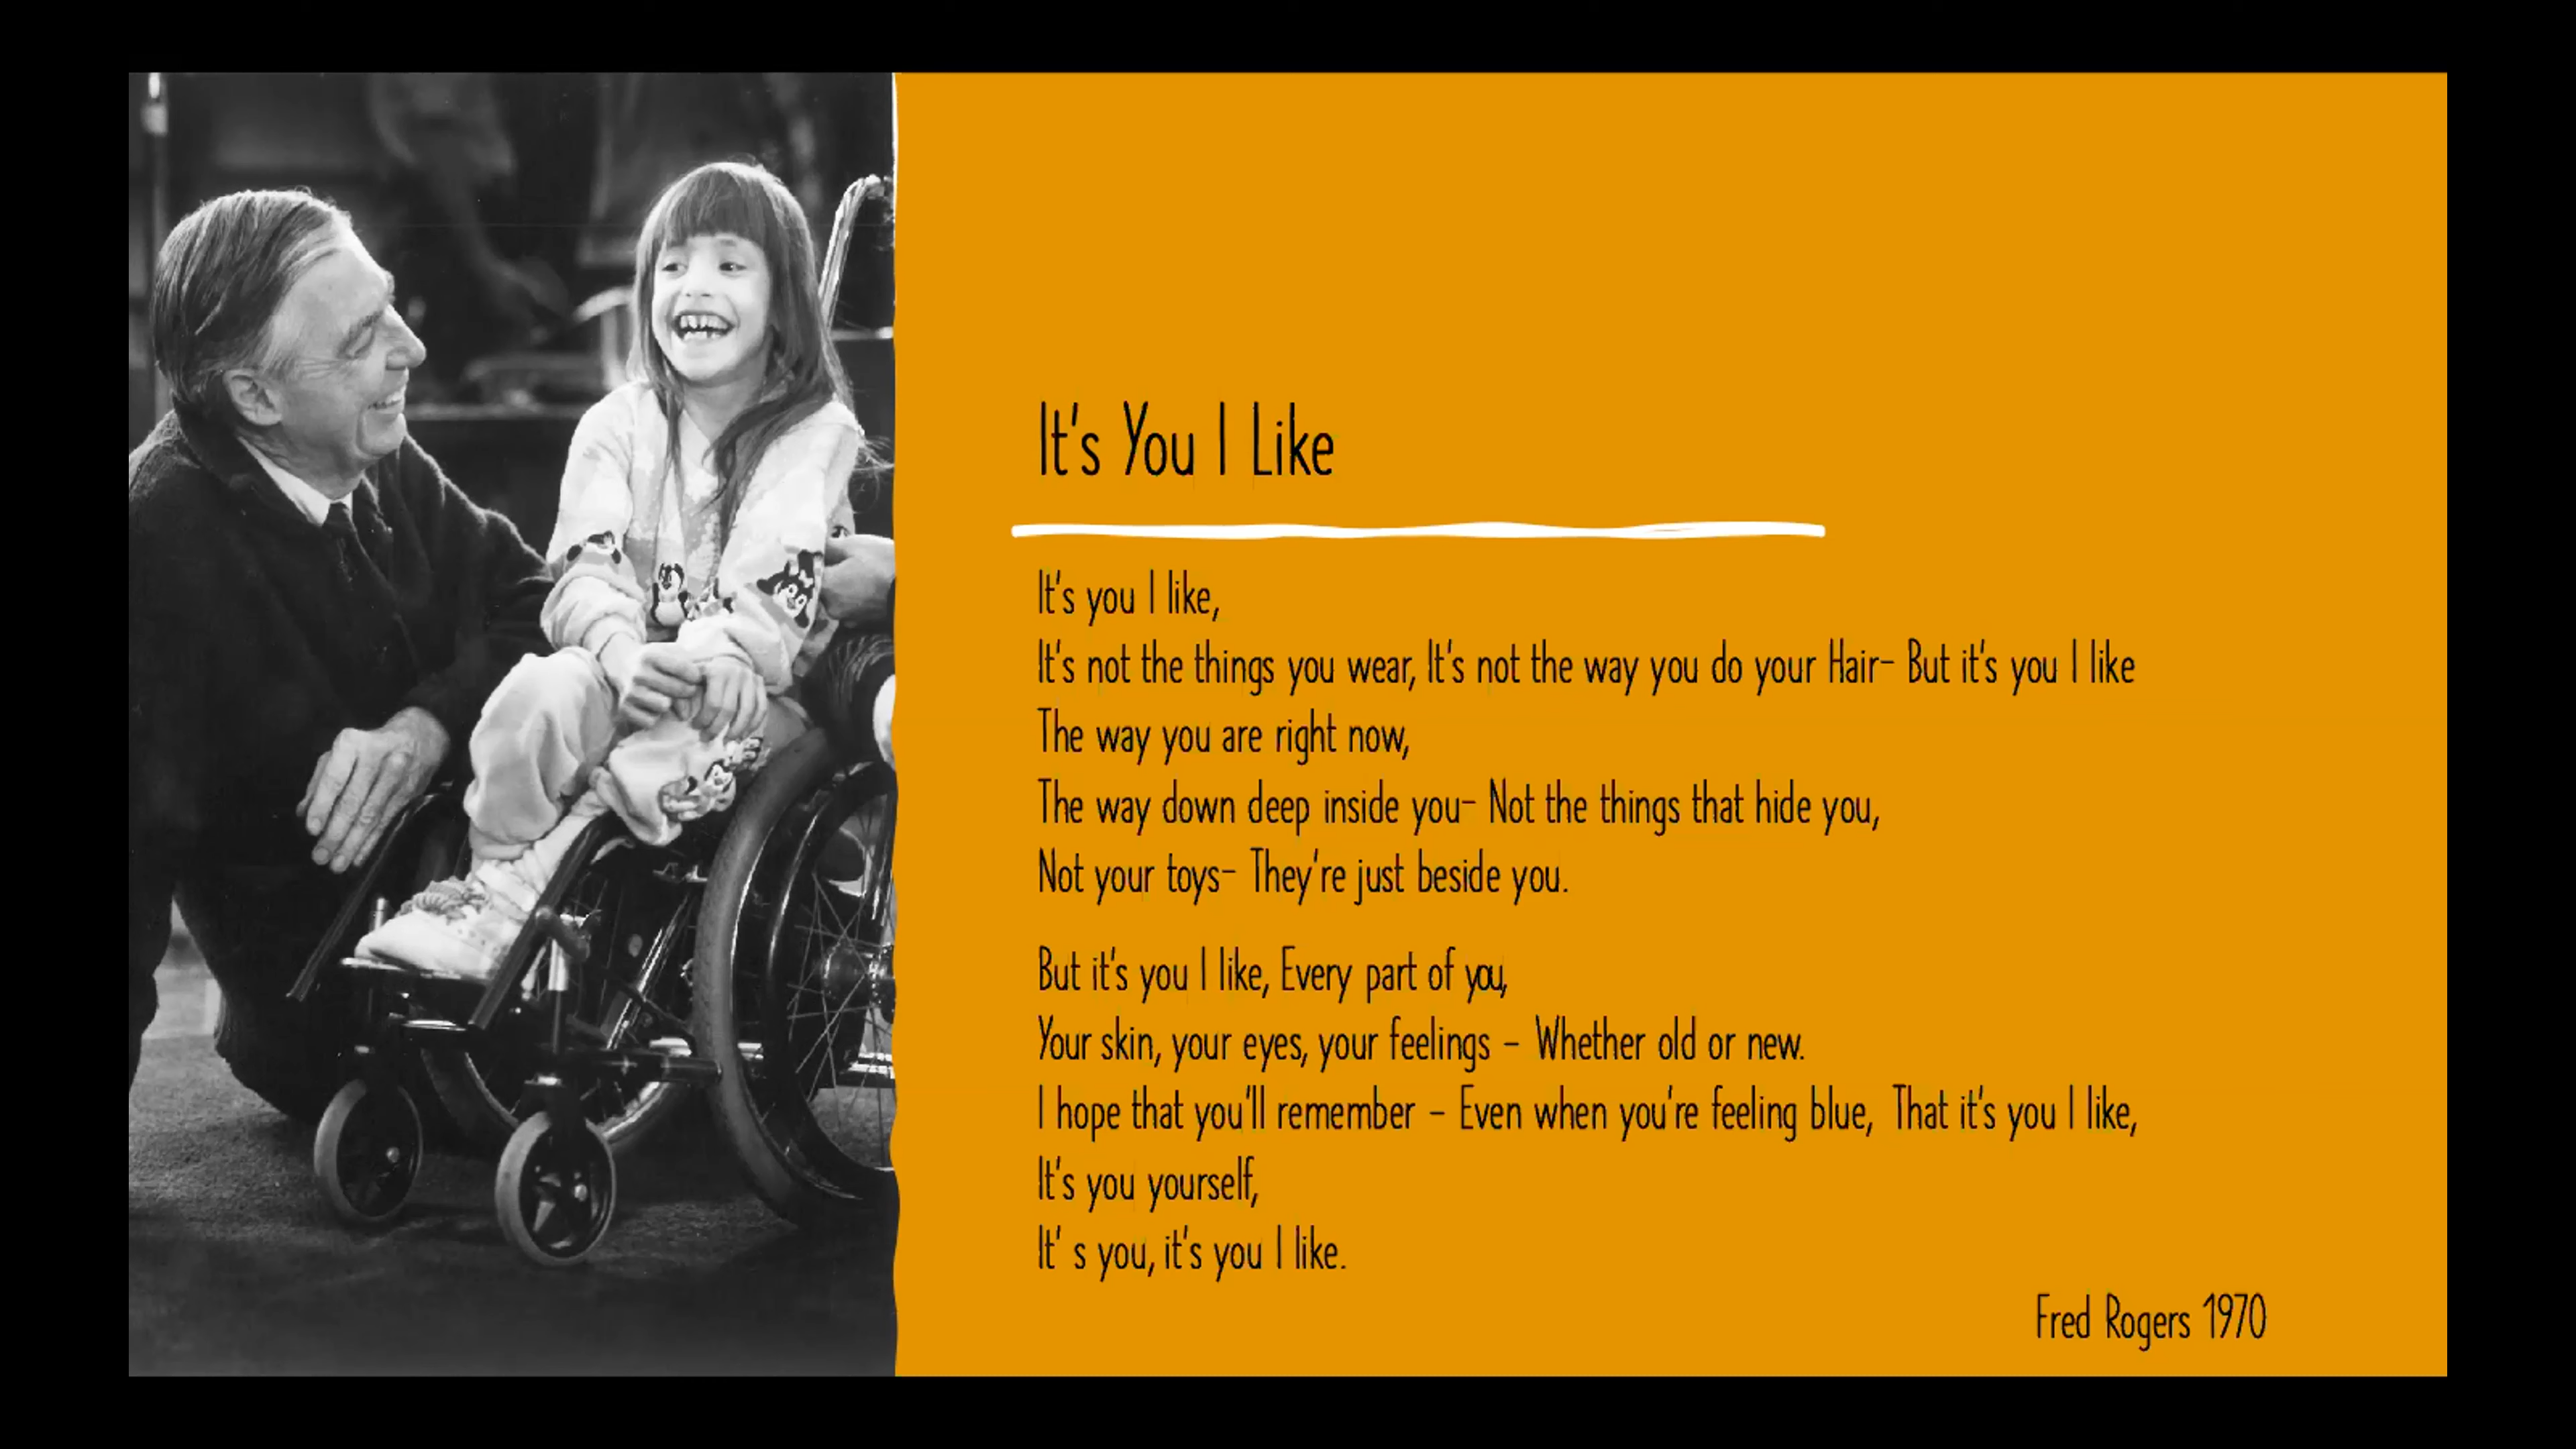 It's You I Like
It's you I like,
It's not the things you wear, It's not the way you do your Hair- But it's you I like
The way you are right now,
The way down deep inside you- Not the things that hide you,
Not your toys- They're just beside you.
But it's you I like, Every part of you,
Your skin, your eyes, your feelings - Whether old or new.
I hope that you'll remember - Even when you're feeling blue, That it's you I like,
It's you yourself,
It' s you, it's you I like.
Fred Rogers 1970